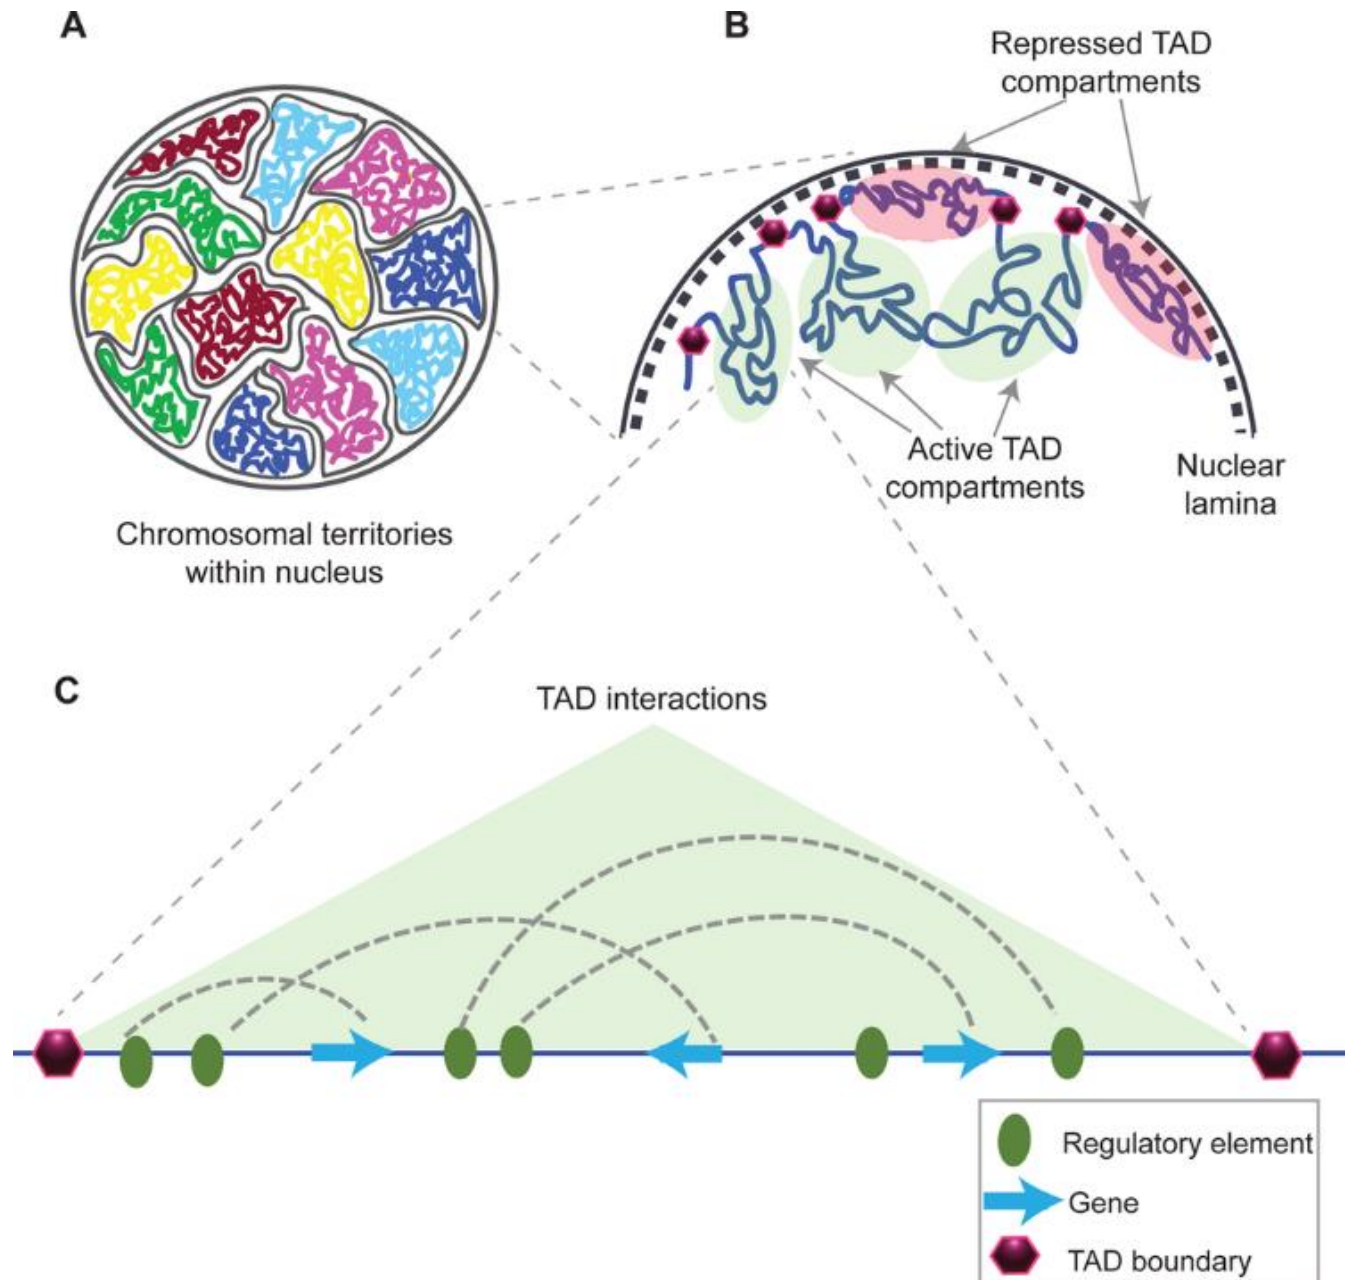 A
B
Repressed TAD
compartments
Active TAD
compartments
Nuclear
lamina
Chromosomal territories
within nucleus
C
TAD interactions
Regulatory element
Gene
TAD boundary